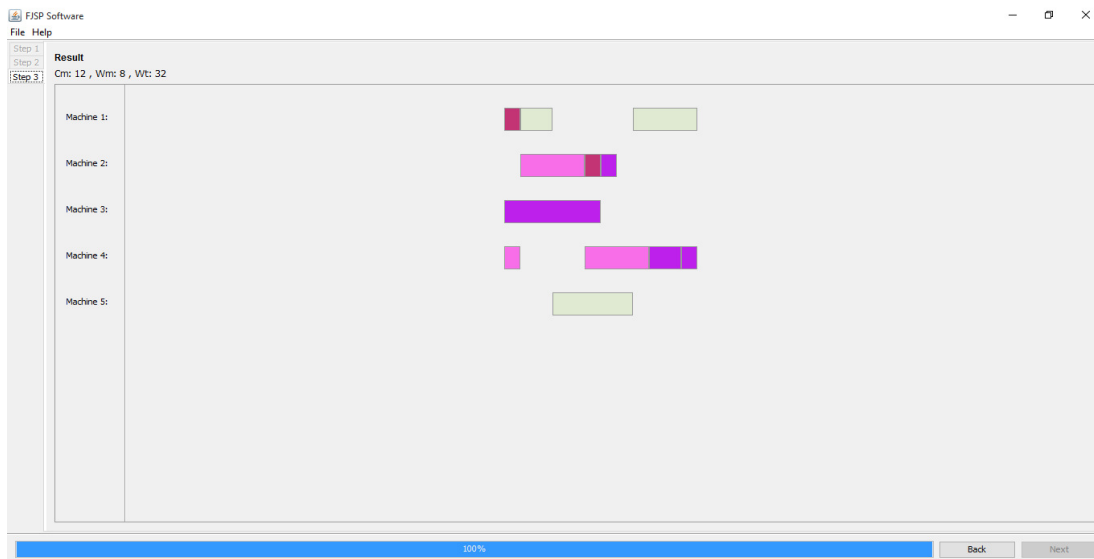 FJSP Software
File Help
Step 1
Step 2
Step 3
Result
Cm: 12 , Wm: 8 , Wt: 32
Machine 1:
Machine 2:
Machine 3:
Machine 4:
Machine 5:
100%
Back
Next